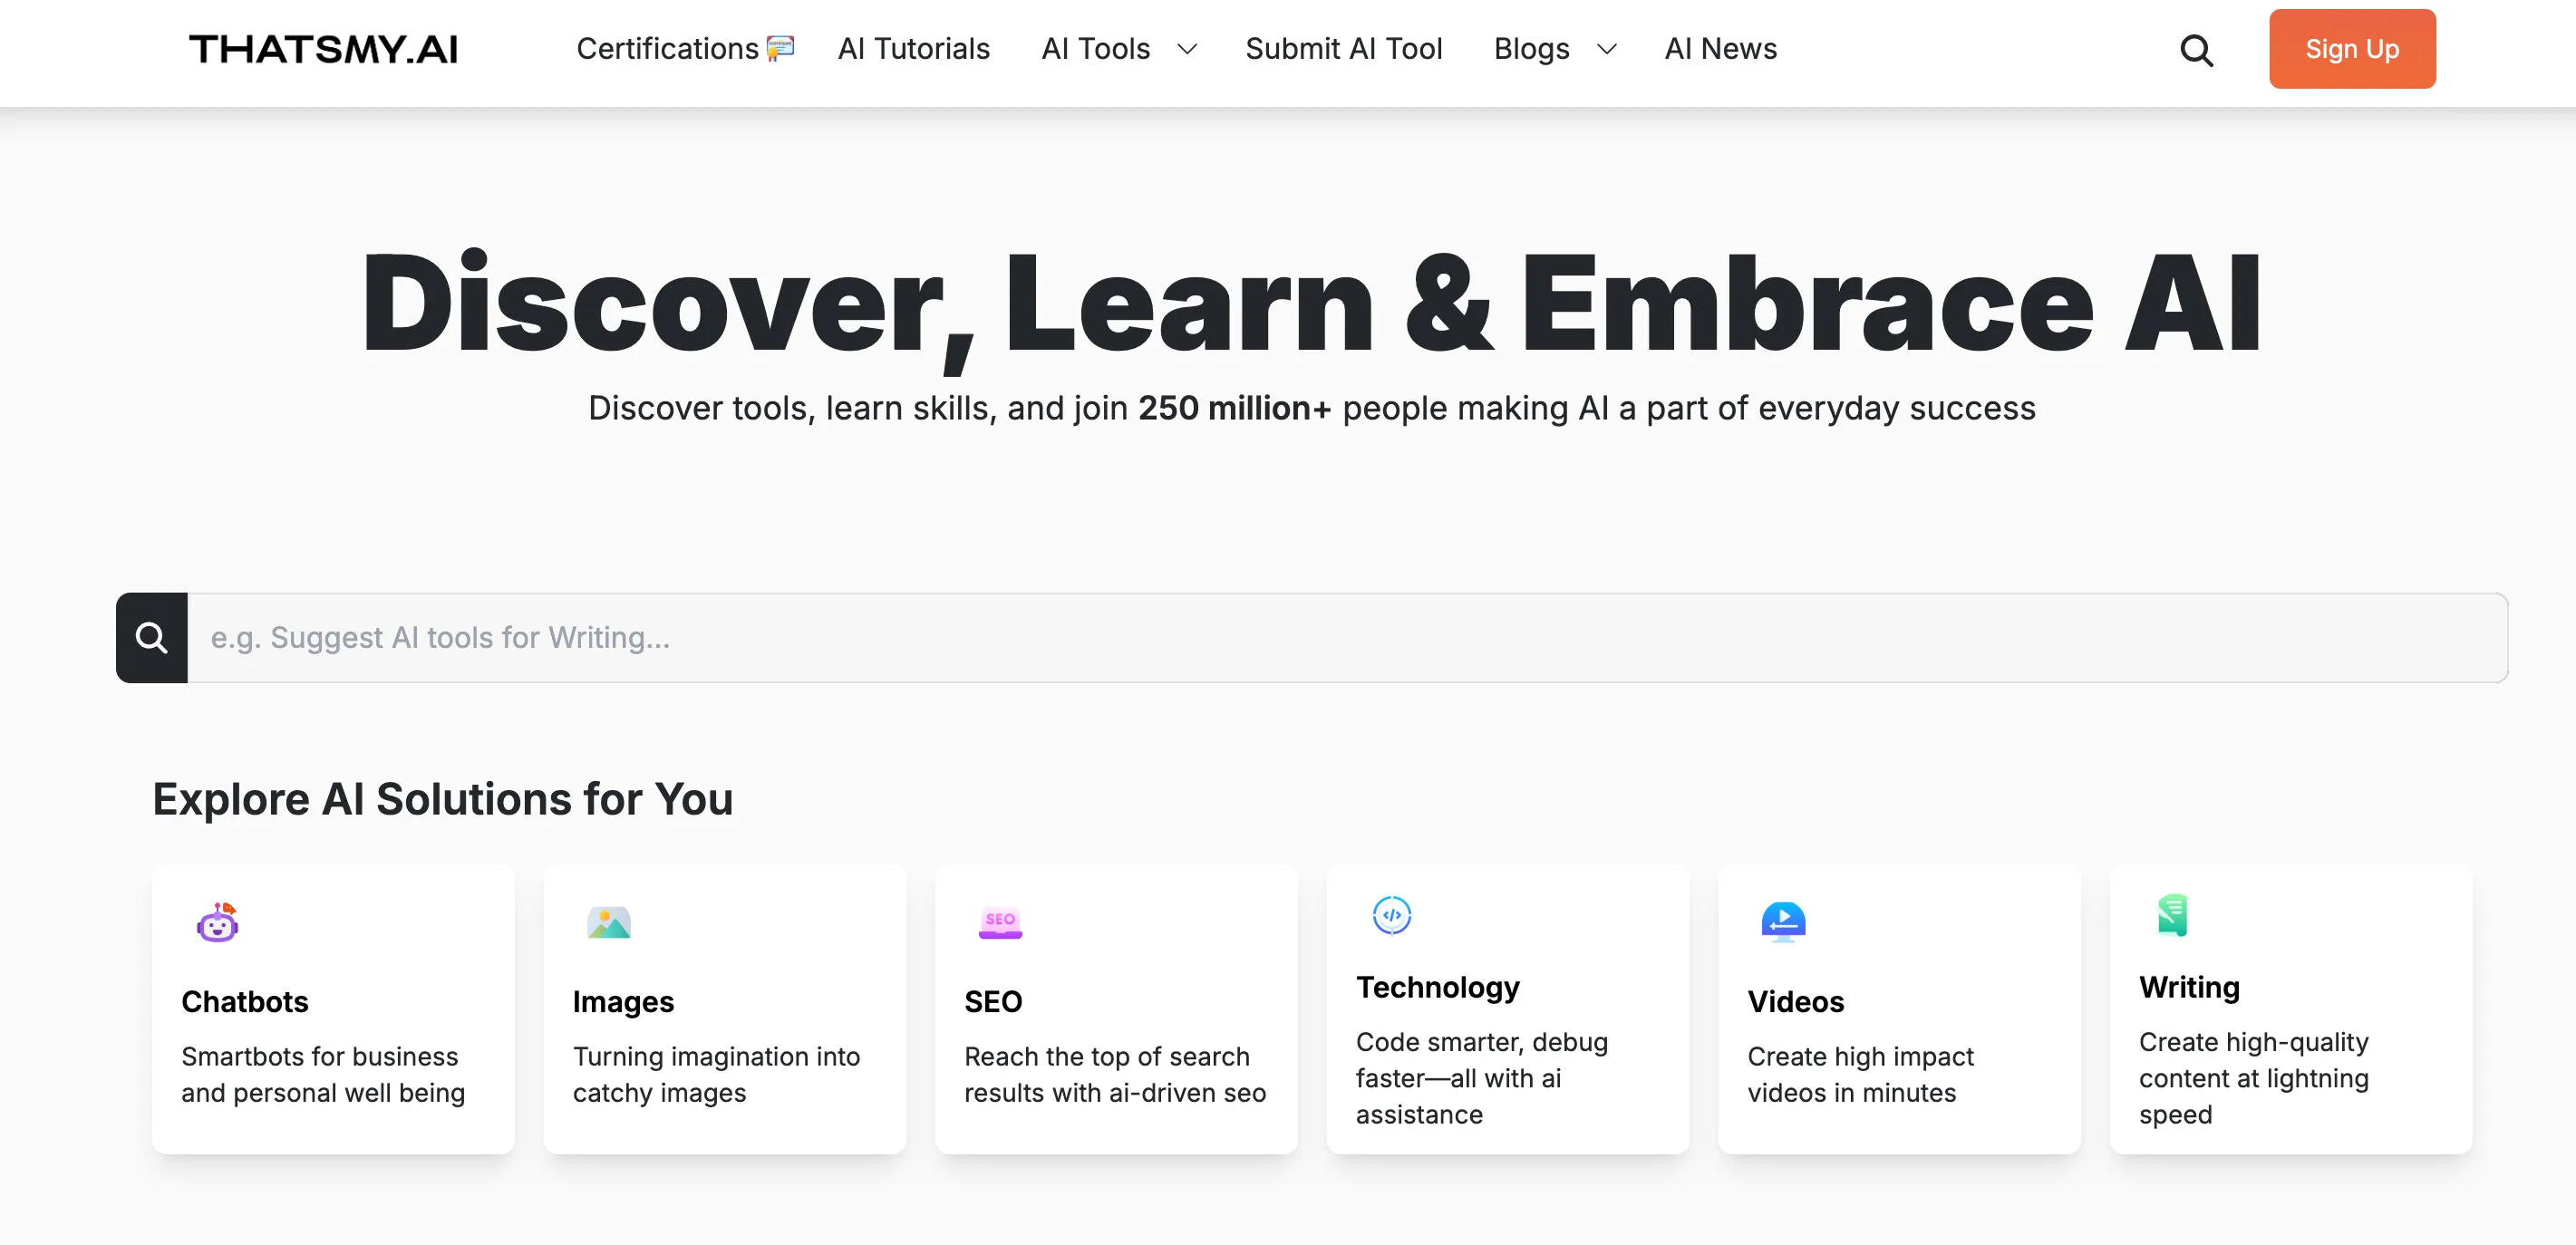 THATSMY.AI
Certifications
AI Tutorials
AI Tools
Submit AI Tool
Blogs
AI News
Sign Up
Discover, Learn & Embrace AI
Discover tools, learn skills, and join 250 million+ people making AI a part of everyday success
e.g. Suggest AI tools for Writing...
Explore AI Solutions for You
Chatbots
Smartbots for business
and personal well being
Images
Turning imagination into
catchy images
SEO
SEO
Reach the top of search
results with ai-driven seo
Technology
Code smarter, debug
faster—all with ai
assistance
Videos
Create high impact
videos in minutes
Writing
Create high-quality
content at lightning
speed